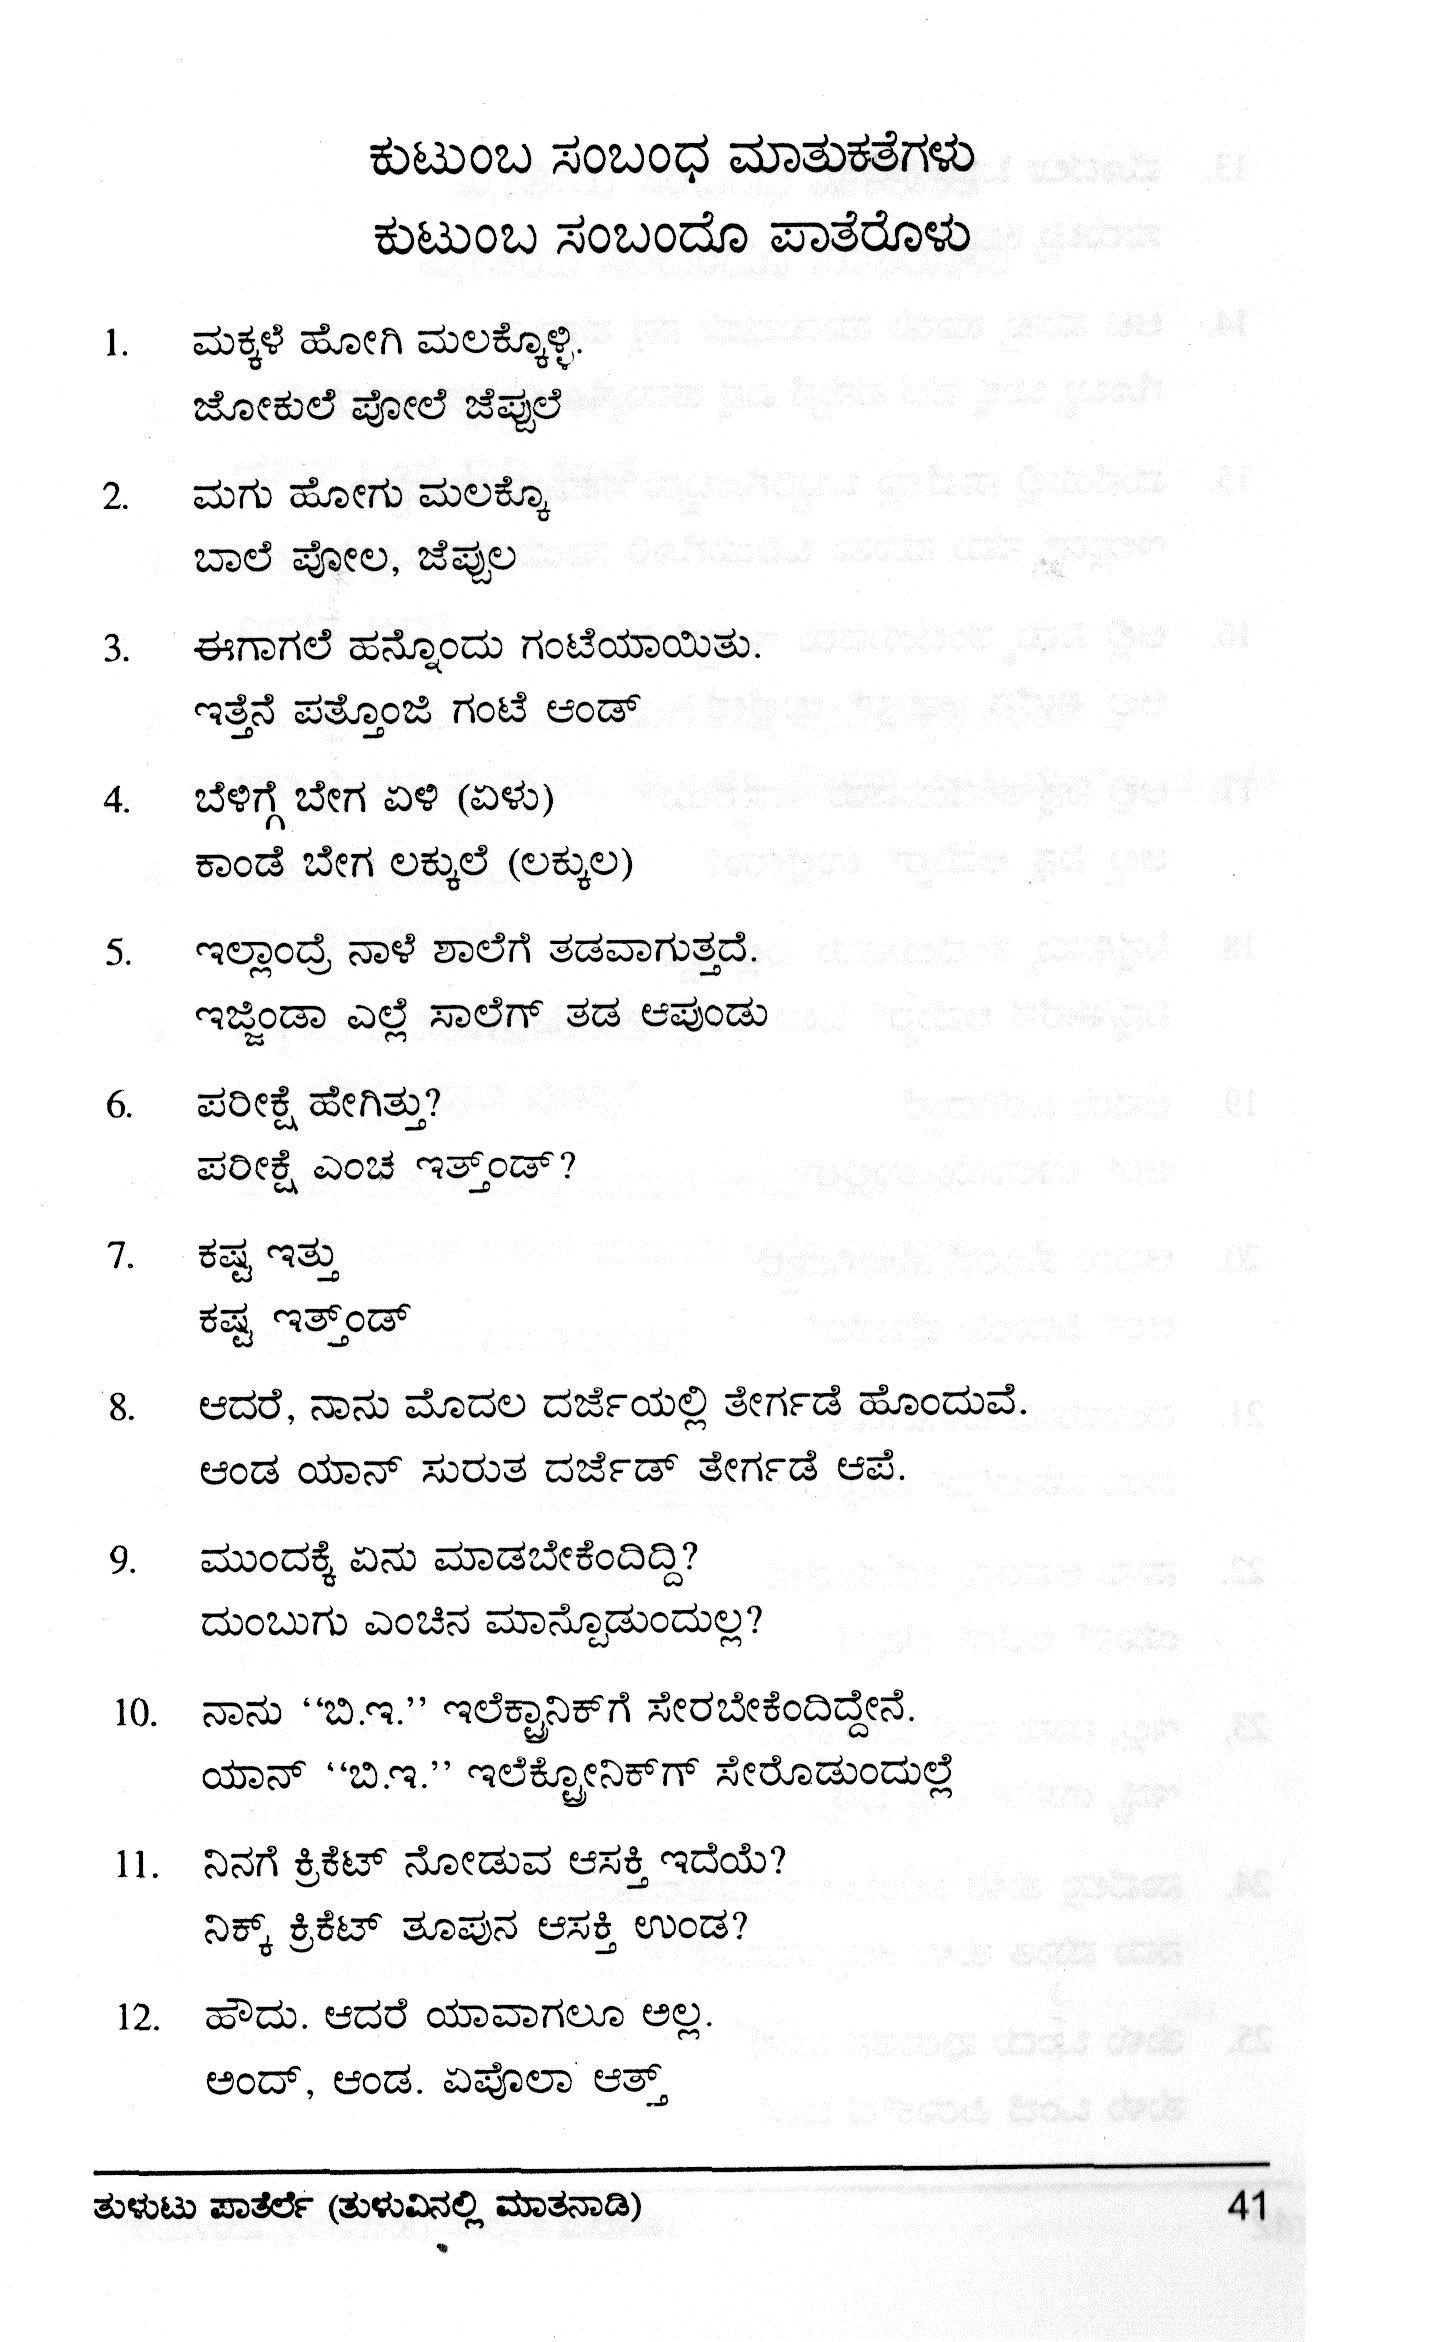 ಕುಟುಂಬ ಸಂಬಂಧ ಮಾತುಕತೆಗಳು
ಕುಟುಂಬ ಸಂಬಂದೊ ಪಾತೆರೊಳು
1. ಮಕ್ಕಳೆ ಹೋಗಿ ಮಲಕ್ಕೊಳ್ಳಿ.
ಜೋಕುಲೆ ಪೋಲೆ ಜೆಪ್ಪುಲೆ
2. ಮಗು ಹೋಗು ಮಲಕ್ಕೊ
ಬಾಲೆ ಪೋಲ, ಜೆಪ್ಪುಲ
3. ಈಗಾಗಲೆ ಹನ್ನೊಂದು ಗಂಟೆಯಾಯಿತು.
ಇತ್ತೆನೆ ಪತ್ತೊಂಜಿ ಗಂಟೆ ಆಂಡ್
4. ಬೆಳಿಗ್ಗೆ ಬೇಗ ಏಳಿ (ಏಳು)
ಕಾಂಡೆ ಬೇಗ ಲಕ್ಕುಲೆ (ಲಕ್ಕುಲ)
5. ಇಲ್ಲಾಂದ್ರೆ ನಾಳೆ ಶಾಲೆಗೆ ತಡವಾಗುತ್ತದೆ.
ಇಜ್ಜಿಂಡಾ ಎಲ್ಲೆ ಸಾಲೆಗ್ ತಡ ಆಪುಂಡು
6. ಪರೀಕ್ಷೆ ಹೇಗಿತ್ತು?
ಪರೀಕ್ಷೆ ಎಂಚ ಇತ್ತ್ಂಡ್?
7. ಕಷ್ಟ ಇತ್ತು
ಕಷ್ಟ ಇತ್ತ್ಂಡ್
8. ಆದರೆ, ನಾನು ಮೊದಲ ದರ್ಜೆಯಲ್ಲಿ ತೇರ್ಗಡೆ ಹೊಂದುವೆ.
ಆಂಡ ಯಾನ್ ಸುರುತ ದರ್ಜೆಡ್ ತೇರ್ಗಡೆ ಆಪೆ.
9. ಮುಂದಕ್ಕೆ ಏನು ಮಾಡಬೇಕೆಂದಿದ್ದಿ?
ದುಂಬುಗು ಎಂಚಿನ ಮಾನ್ಪೊಡುಂದುಲ್ಲ?
10. ನಾನು “ಬಿ.ಇ.” ಇಲೆಕ್ಟ್ರಾನಿಕ್‌ಗೆ ಸೇರಬೇಕೆಂದಿದ್ದೇನೆ.
ಯಾನ್ “ಬಿ.ಇ.” ಇಲೆಕ್ಟ್ರೋನಿಕ್‌ಗ್ ಸೇರೊಡುಂದುಲ್ಲೆ
11. ನಿನಗೆ ಕ್ರಿಕೆಟ್ ನೋಡುವ ಆಸಕ್ತಿ ಇದೆಯೆ?
ನಿಕ್ಕ್ ಕ್ರಿಕೆಟ್ ತೂಪುನ ಆಸಕ್ತಿ ಉಂಡ?
12. ಹೌದು. ಆದರೆ ಯಾವಾಗಲೂ ಅಲ್ಲ.
ಅಂದ್, ಆಂಡ. ಏಪೊಲಾ ಆತ್ತ್
ತುಳುಟು ಪಾತೆರ್ಲೆ (ತುಳುವಿನಲ್ಲಿ ಮಾತನಾಡಿ) 41